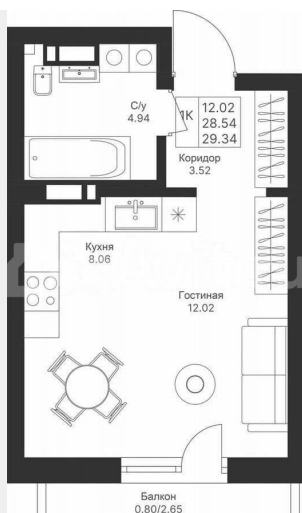 С/у
4.94
1К
12.02
28.54
29.34
Коридор
3.52
Кухня
8.06
Гостиная
12.02
Балкон
0.80/2.65